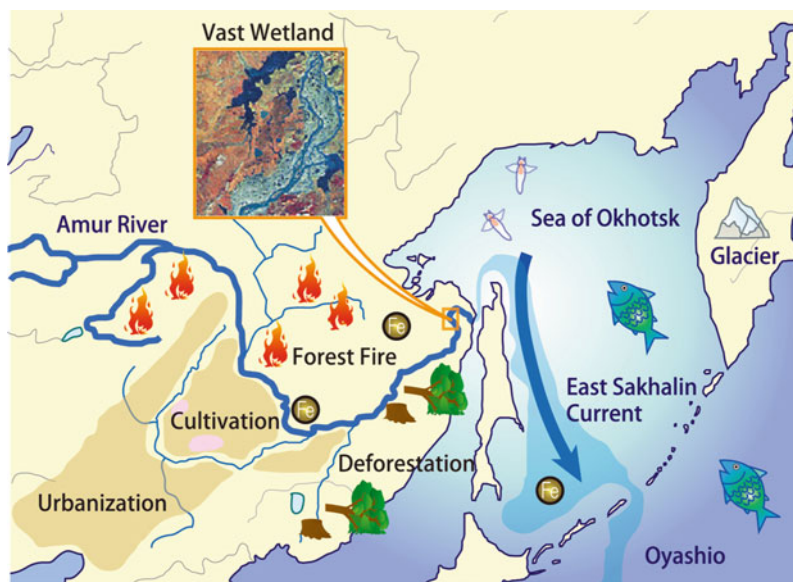 Vast Wetland
Amur River
Sea of Okhotsk
Glacier
Fe
Forest Fire
East Sakhalin
Current
Cultivation
Fe
Deforestation
Urbanization
Fe
Oyashio